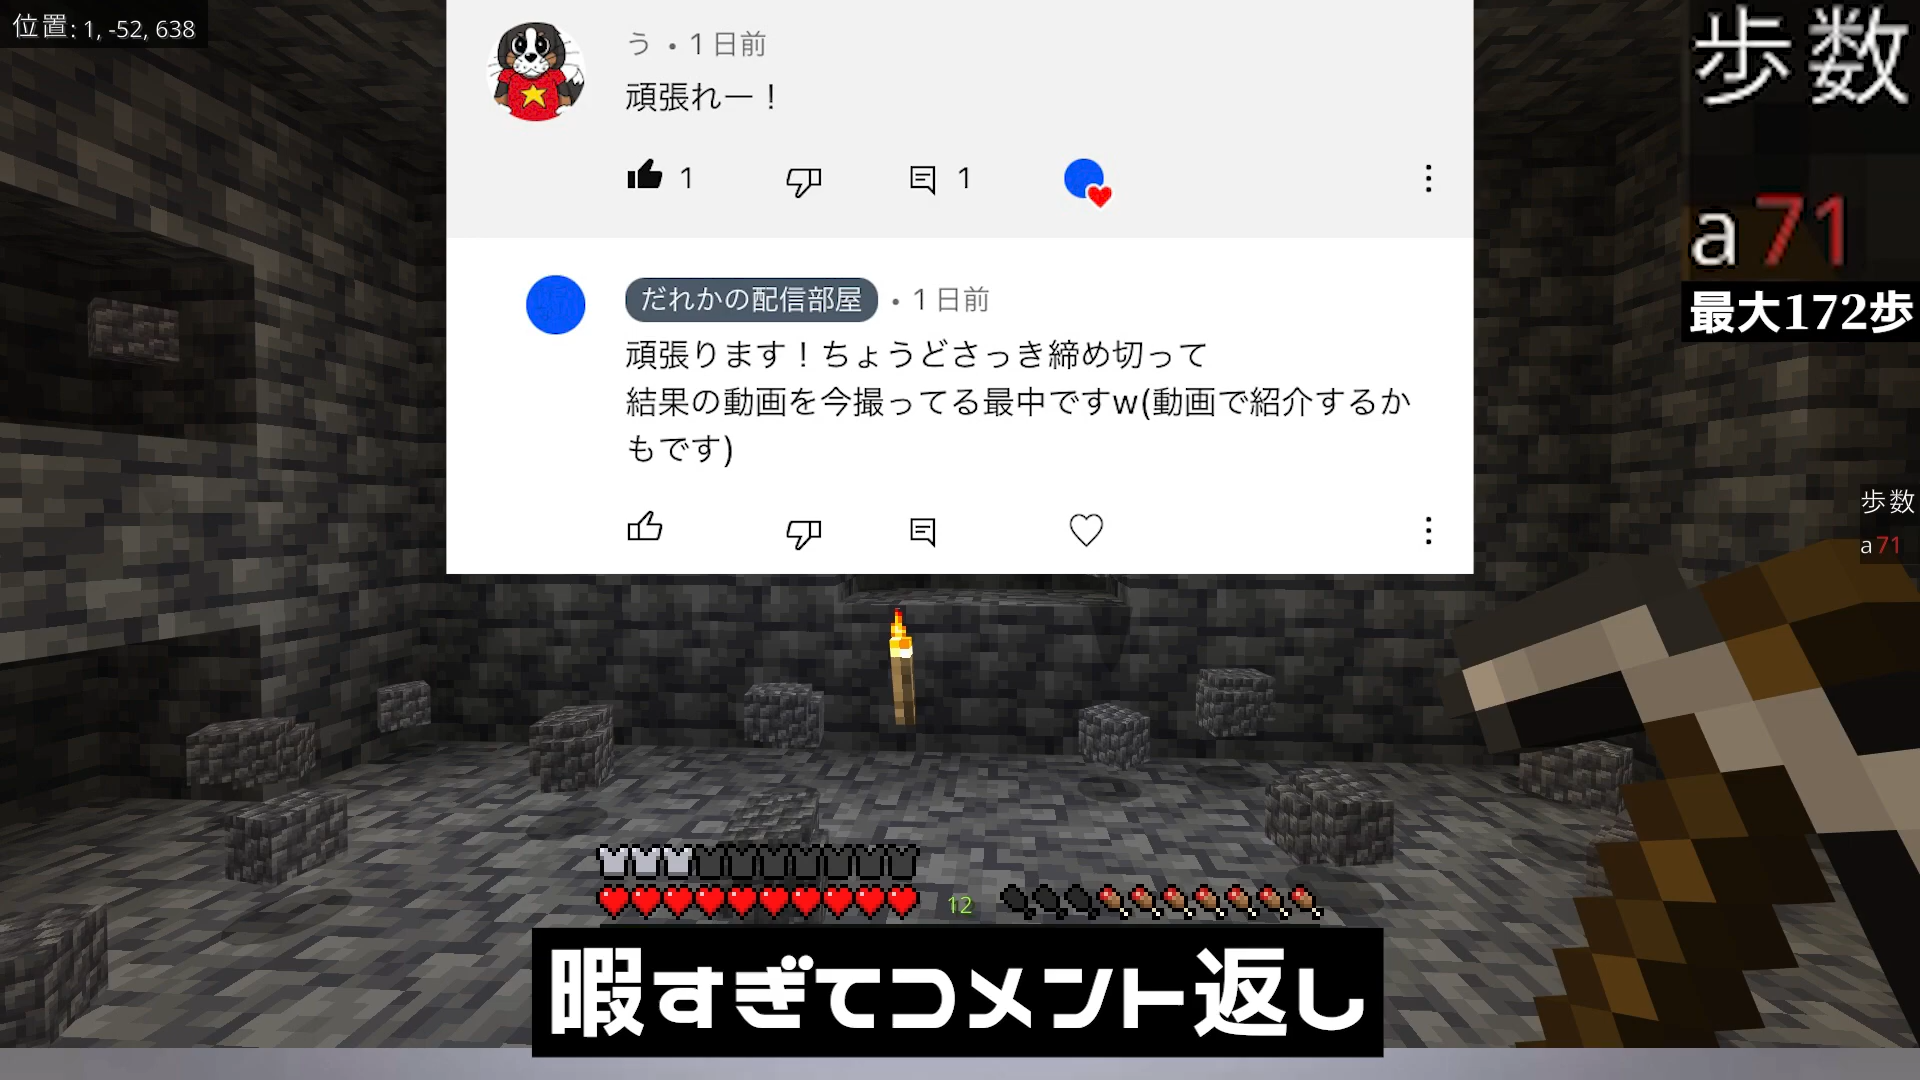 位置: 1, -52, 638
う • 1 日前
頑張れー！
1
1
だれかの配信部屋 • 1 日前
頑張ります！ちょうどさっき締め切って
結果の動画を今撮ってる最中ですw(動画で紹介するか
もです)
歩数
a71
最大172歩
歩数
a71
12
暇すぎてコメント返し